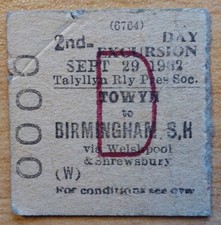 (6764)
2nd- DAY
EXCURSION
SEPT 29 1962
Talyllyn Rly Pres Soc.
TOWYN
to
BIRMINGHAM, S,H
via Welshpool
& Shrewsbury
(W)
For conditions see over
0000
D